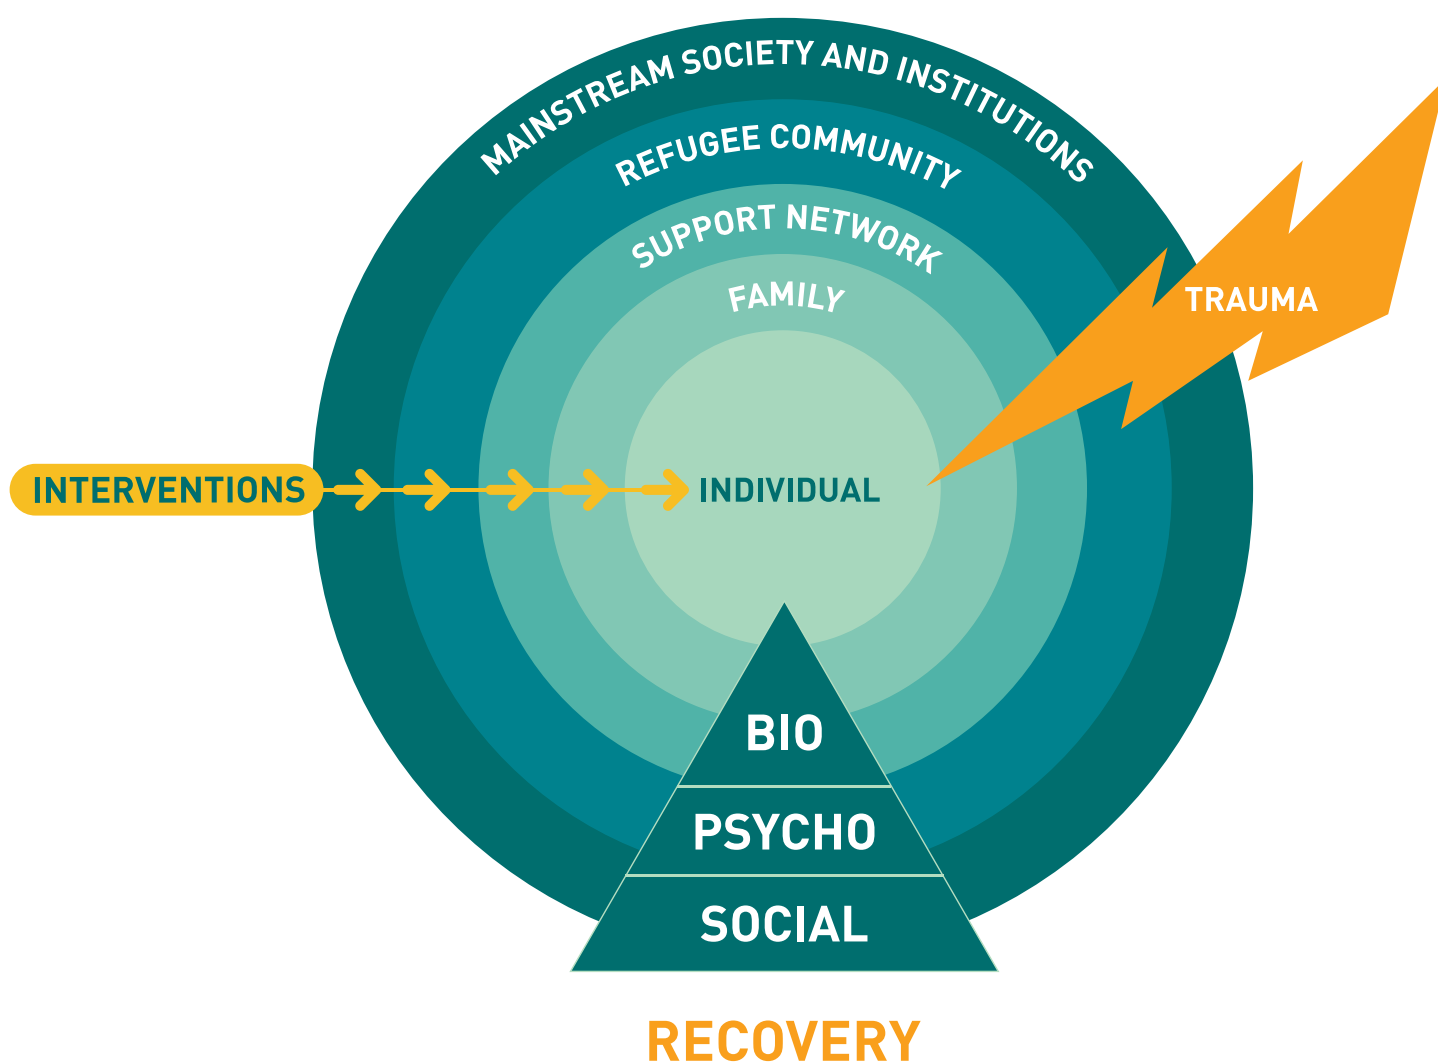 MAINSTREAM SOCIETY AND INSTITUTIONS
REFUGEE COMMUNITY
SUPPORT NETWORK
FAMILY
TRAUMA
INTERVENTIONS
INDIVIDUAL
BIO
PSYCHO
SOCIAL
RECOVERY